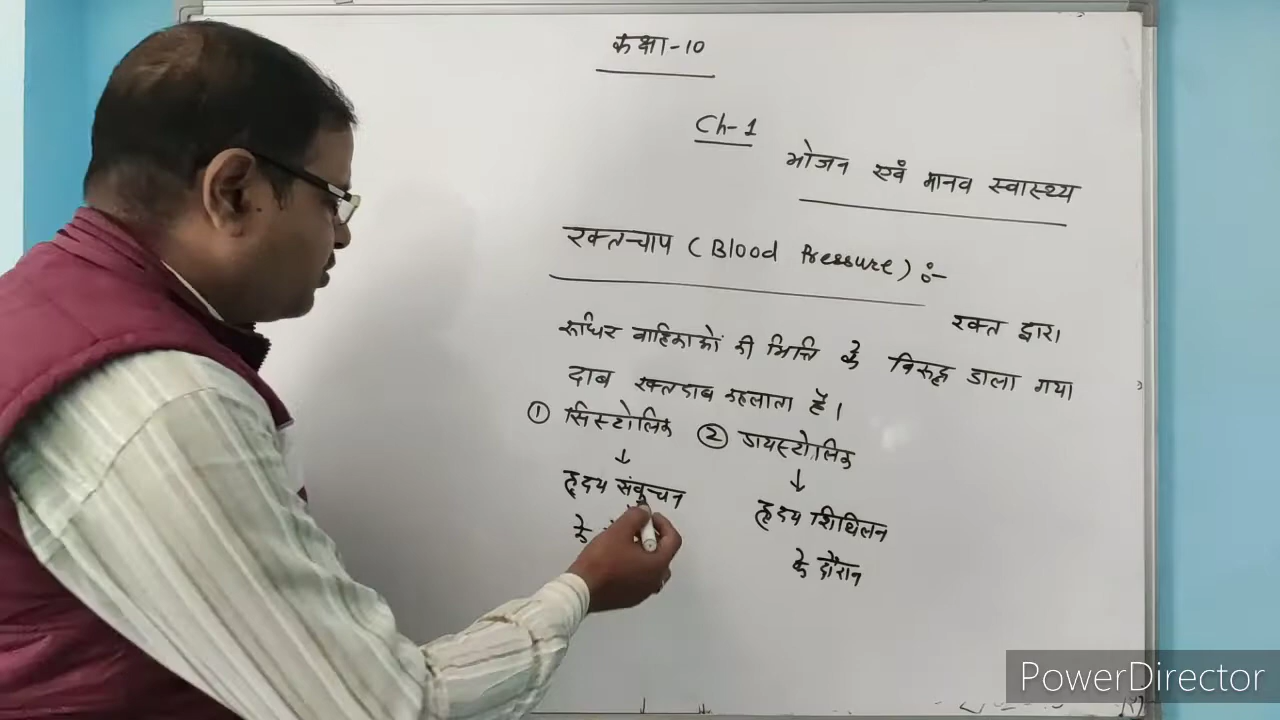 कक्षा-10
Ch-1
भोजन एवं मानव स्वास्थ्य
रक्तचाप (Blood Pressure) :-
रक्त द्वारा
रूधिर वाहिकाओं की भित्ति के विरूद्ध डाला गया
दाब रक्तदाब कहलाता है।
① सिस्टोलिक ② डायस्टोलिक
↓ ↓
हृदय संकुचन हृदय शिथिलन
के के दौरान
PowerDirector